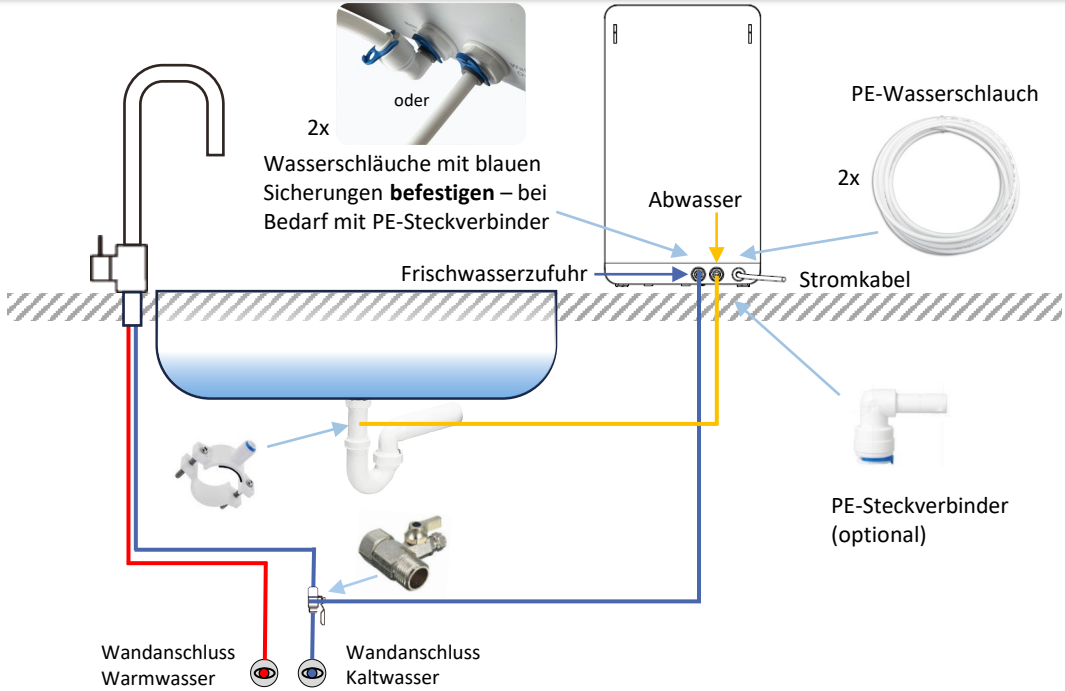 oder
2x
Wasserschläuche mit blauen
Sicherungen befestigen – bei
Bedarf mit PE-Steckverbinder
PE-Wasserschlauch
2x
Abwasser
Frischwasserzufuhr
Stromkabel
PE-Steckverbinder
(optional)
Wandanschluss
Warmwasser
Wandanschluss
Kaltwasser